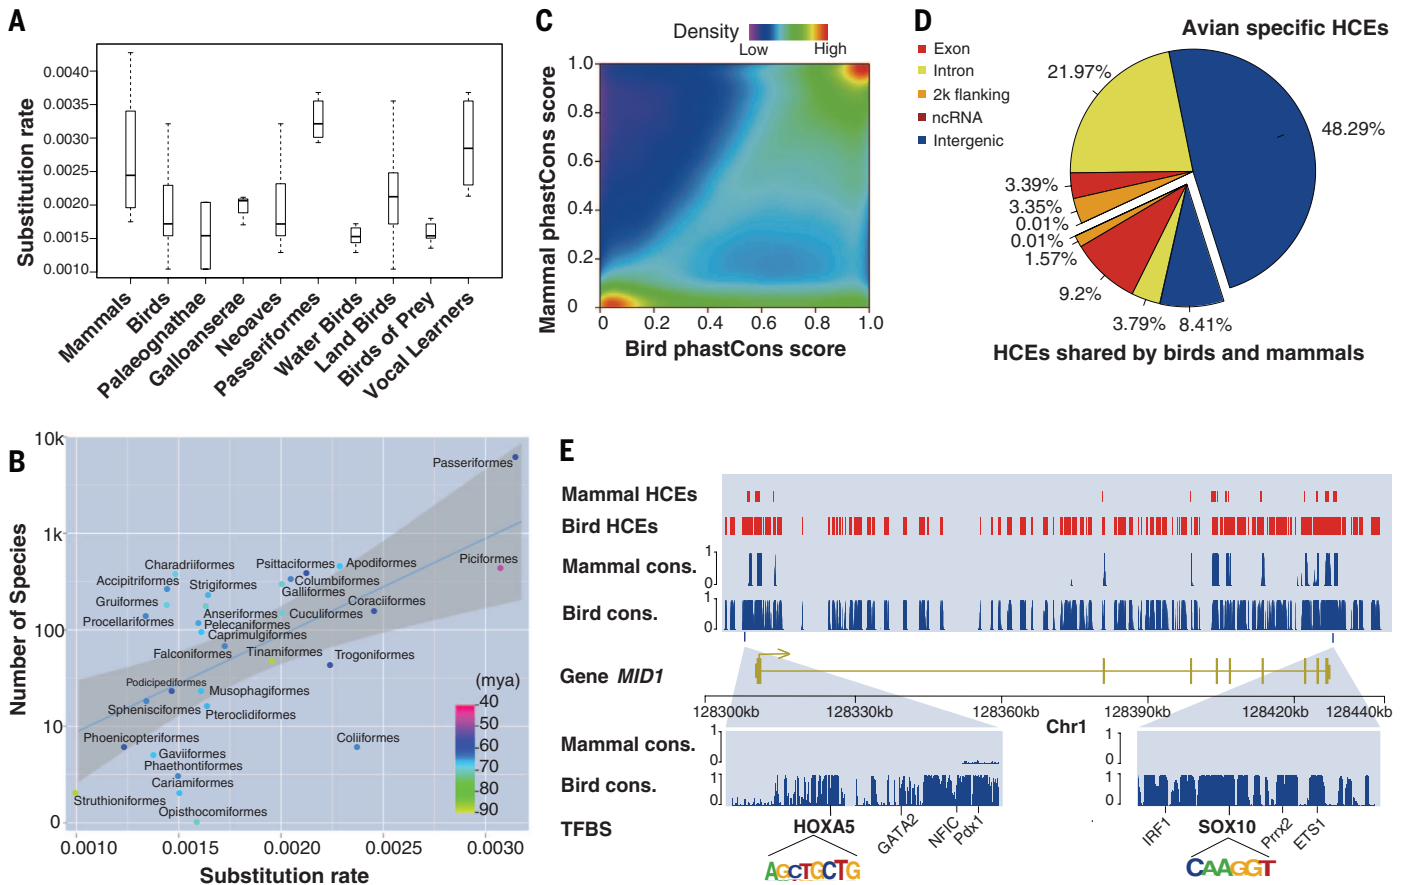 A
Substitution rate
0.0040
0.0035
0.0030
0.0025
0.0020
0.0015
0.0010
Mammals
Birds
Palaeognathae
Galloanserae
Neoaves
Passeriformes
Water Birds
Land Birds
Birds of Prey
Vocal Learners
C
Density
Low
High
Mammal phastCons score
1.0
0.8
0.6
0.4
0.2
0
0
0.2
0.4
0.6
0.8
1.0
Bird phastCons score
D
Avian specific HCEs
Exon
Intron
2k flanking
ncRNA
Intergenic
21.97%
48.29%
3.39%
3.35%
0.01%
0.01%
1.57%
9.2%
3.79%
8.41%
HCEs shared by birds and mammals
B
Number of Species
10k
1k
100
10
0
Passeriformes
Piciformes
Charadriiformes
Psittaciformes
Apodiformes
Accipitriformes
Strigiformes
Columbiformes
Galliformes
Gruiformes
Coraciiformes
Anseriformes
Cuculiformes
Procellariiformes
Pelecaniformes
Caprimulgiformes
Falconiformes
Tinamiformes
Trogoniformes
Podicipediformes
Musophagiformes
Sphenisciformes
Pteroclidiformes
Phoenicopteriformes
Coliiformes
Gaviiformes
Phaethontiformes
Cariamiformes
Struthioniformes
Opisthocomiformes
(mya)
40
50
60
70
80
90
0.0010
0.0015
0.0020
0.0025
0.0030
Substitution rate
E
Mammal HCEs
Bird HCEs
Mammal cons.
1
0
Bird cons.
1
0
Gene MID1
128300kb
128330kb
128360kb
128390kb
128420kb
128440kb
Chr1
Mammal cons.
1
0
1
0
Bird cons.
1
0
1
0
TFBS
HOXA5
GATA2
NFIC
Pdx1
IRF1
SOX10
Prrx2
ETS1
AGCTGCTG
CAAGGT